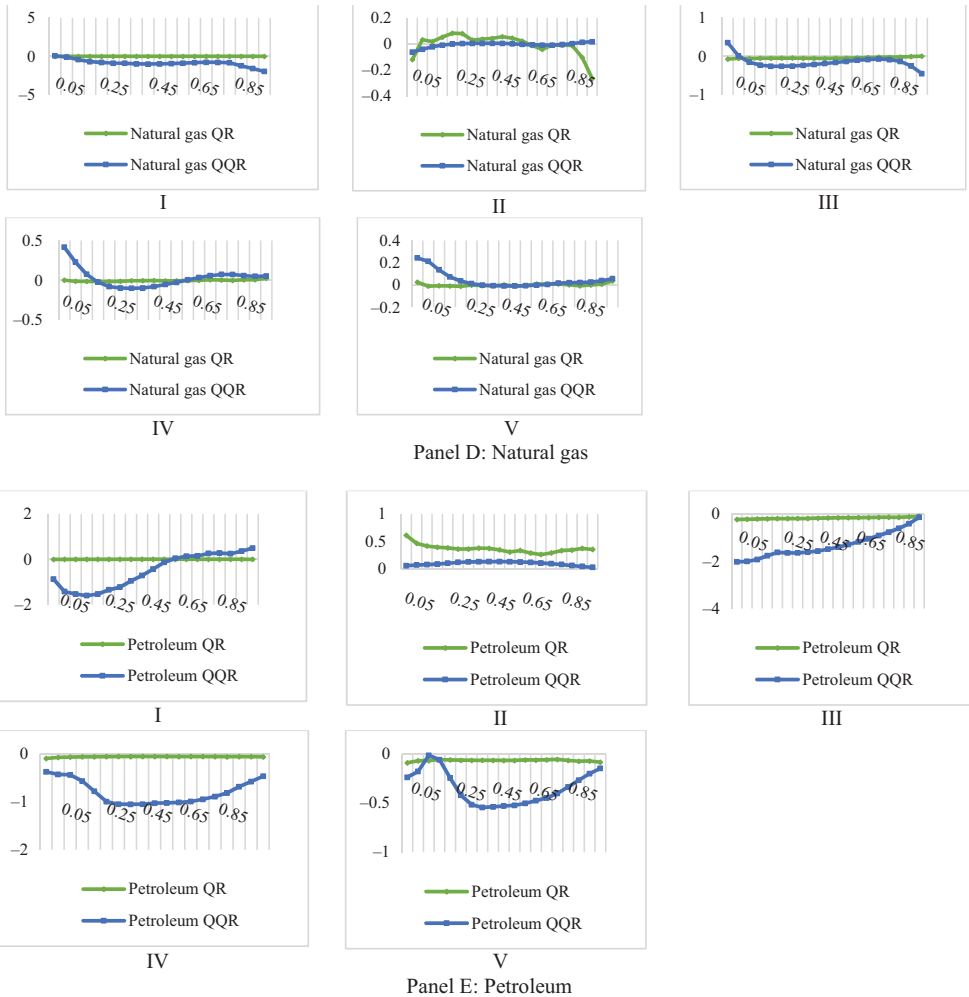 5
0
–5
0.05 0.25 0.45 0.65 0.85
Natural gas QR
Natural gas QQR
I
0.2
0
–0.2
–0.4
0.05 0.25 0.45 0.65 0.85
Natural gas QR
Natural gas QQR
II
1
0
–1
0.05 0.25 0.45 0.65 0.85
Natural gas QR
Natural gas QQR
III
0.5
0
–0.5
0.05 0.25 0.45 0.65 0.85
Natural gas QR
Natural gas QQR
IV
0.4
0.2
0
–0.2
0.05 0.25 0.45 0.65 0.85
Natural gas QR
Natural gas QQR
V
Panel D: Natural gas
2
0
–2
0.05 0.25 0.45 0.65 0.85
Petroleum QR
Petroleum QQR
I
1
0.5
0
0.05 0.25 0.45 0.65 0.85
Petroleum QR
Petroleum QQR
II
0
–2
–4
0.05 0.25 0.45 0.65 0.85
Petroleum QR
Petroleum QQR
III
0
–1
–2
0.05 0.25 0.45 0.65 0.85
Petroleum QR
Petroleum QQR
IV
0
–0.5
–1
0.05 0.25 0.45 0.65 0.85
Petroleum QR
Petroleum QQR
V
Panel E: Petroleum